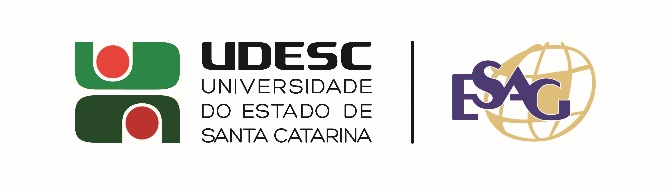 UDESC
UNIVERSIDADE
DO ESTADO DE
SANTA CATARINA
ESAG